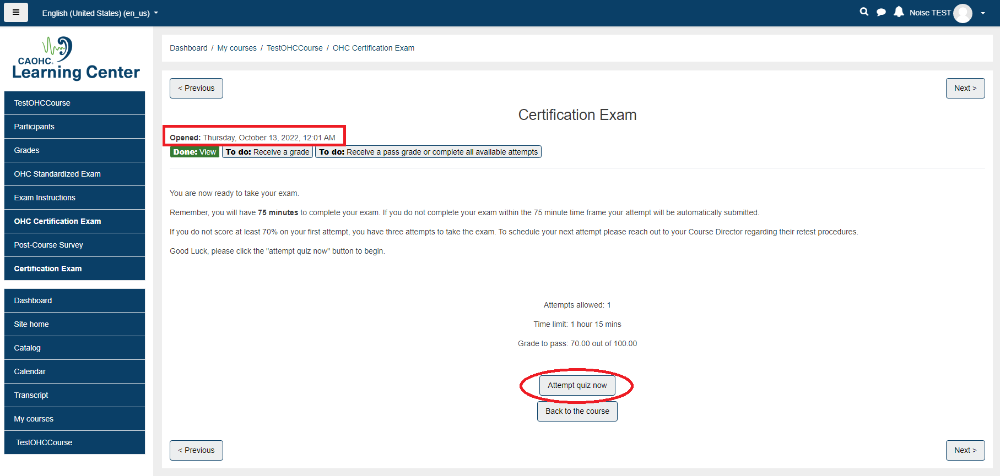 ☰ English (United States) (en_us)
Noise TEST
CAOHC.
Learning Center
TestOHCCourse
Participants
Grades
OHC Standardized Exam
Exam Instructions
OHC Certification Exam
Post-Course Survey
Certification Exam
Dashboard
Site home
Catalog
Calendar
Transcript
My courses
TestOHCCourse
Dashboard / My courses / TestOHCCourse / OHC Certification Exam
< Previous
Next >
Certification Exam
Opened: Thursday, October 13, 2022, 12:01 AM
Done: View To do: Receive a grade To do: Receive a pass grade or complete all available attempts
You are now ready to take your exam.
Remember, you will have 75 minutes to complete your exam. If you do not complete your exam within the 75 minute time frame your attempt will be automatically submitted.
If you do not score at least 70% on your first attempt, you have three attempts to take the exam. To schedule your next attempt please reach out to your Course Director regarding their retest procedures.
Good Luck, please click the "attempt quiz now" button to begin.
Attempts allowed: 1
Time limit: 1 hour 15 mins
Grade to pass: 70.00 out of 100.00
Attempt quiz now
Back to the course
< Previous
Next >